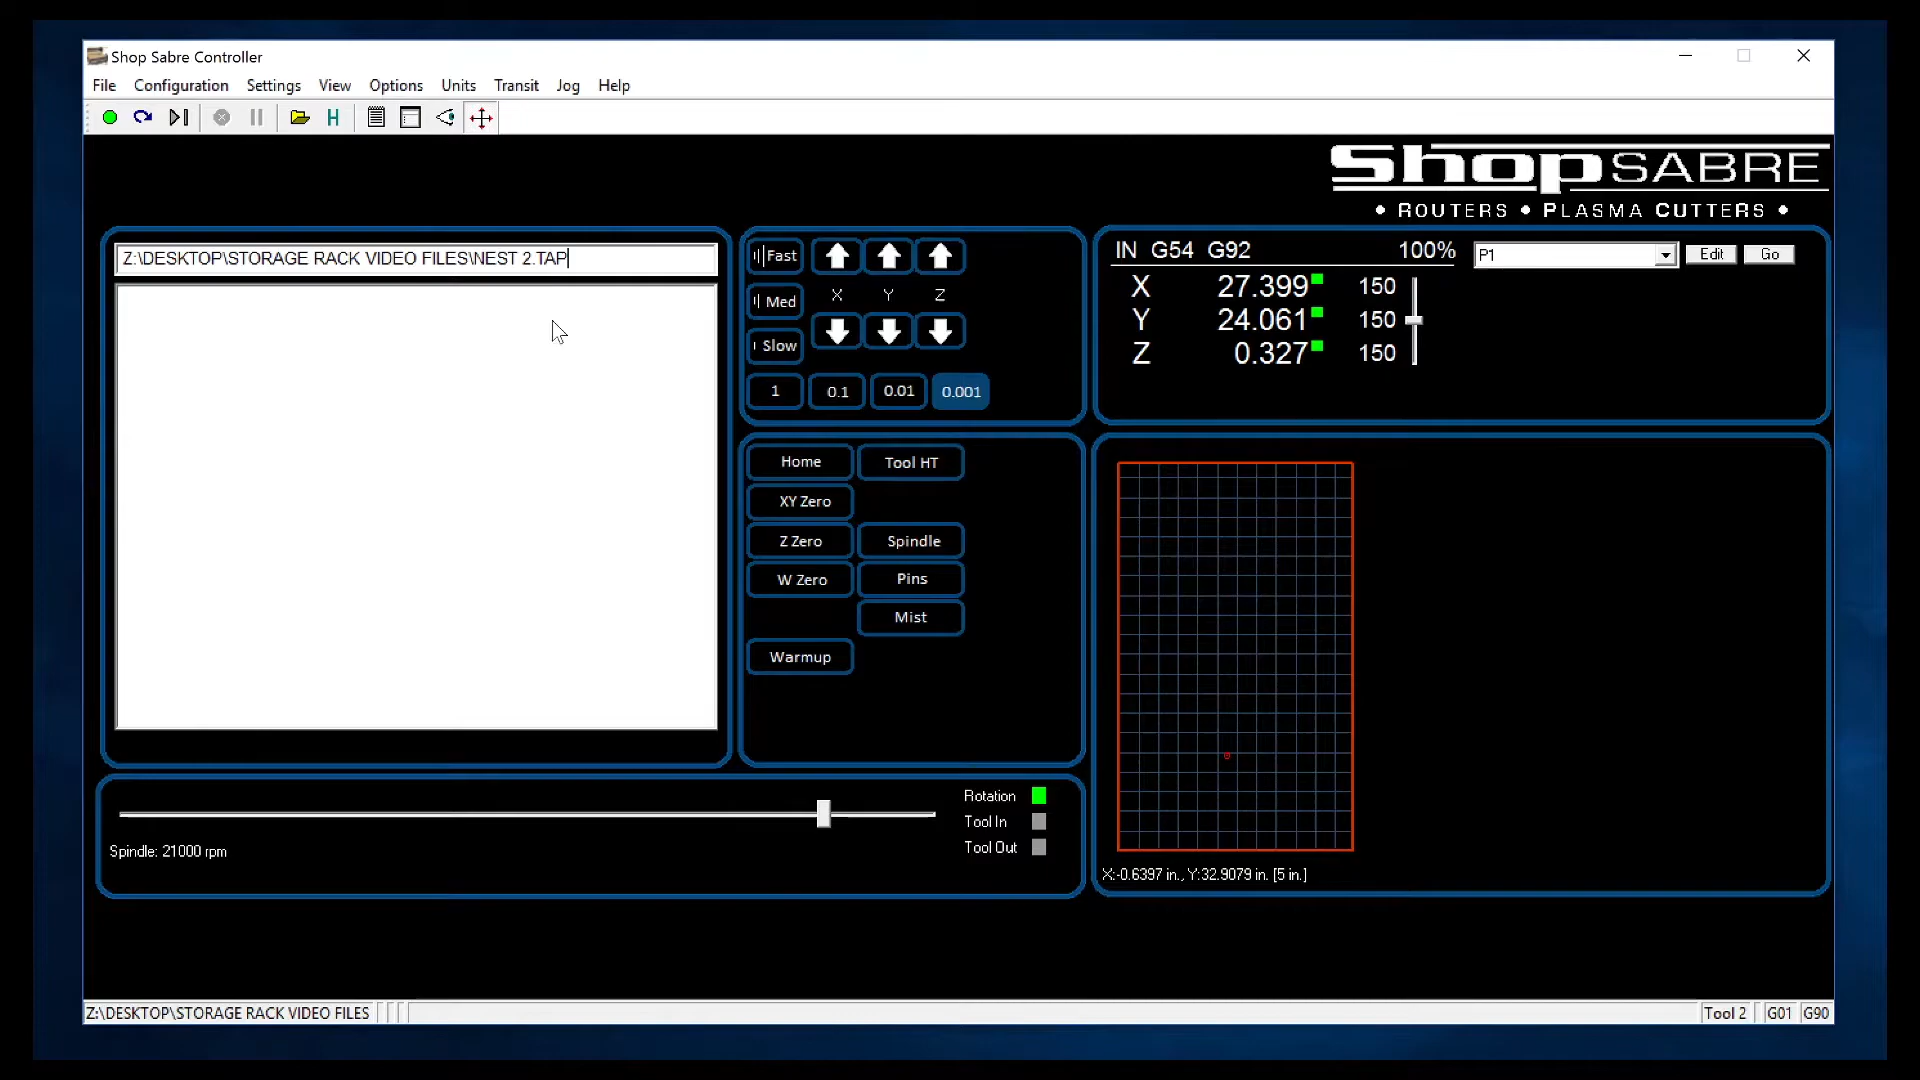 Shop Sabre Controller
File Configuration Settings View Options Units Transit Jog Help
H
ShopSABRE
• ROUTERS • PLASMA CUTTERS •
Z:\DESKTOP\STORAGE RACK VIDEO FILES\NEST 2.TAP
Fast
Med
Slow
X Y Z
1 0.1 0.01 0.001
IN G54 G92 100%
X 27.399 150
Y 24.061 150
Z 0.327 150
P1 Edit Go
Home Tool HT
XY Zero
Z Zero Spindle
W Zero Pins
Mist
Warmup
Spindle: 21000 rpm
Rotation
Tool In
Tool Out
X:-0.6397 in., Y:32.9079 in. [5 in.]
Z:\DESKTOP\STORAGE RACK VIDEO FILES
Tool 2 G01 G90